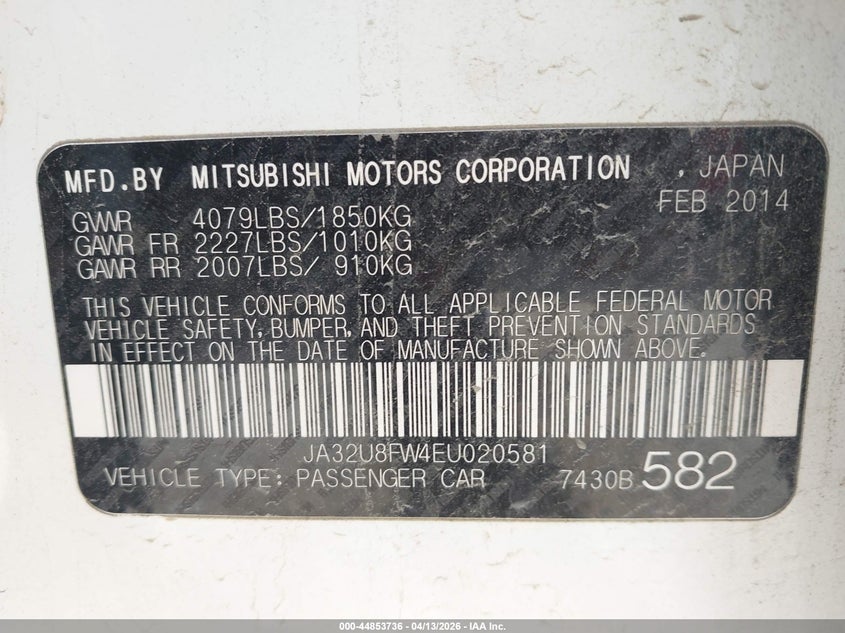 MFD.BY MITSUBISHI MOTORS CORPORATION , JAPAN
FEB 2014
GVWR 4079LBS/1850KG
GAWR FR 2227LBS/1010KG
GAWR RR 2007LBS/ 910KG
THIS VEHICLE CONFORMS TO ALL APPLICABLE FEDERAL MOTOR
VEHICLE SAFETY, BUMPER, AND THEFT PREVENTION STANDARDS
IN EFFECT ON THE DATE OF MANUFACTURE SHOWN ABOVE.
JA32U8FW4EU020581
VEHICLE TYPE: PASSENGER CAR 7430B 582
000-44853736 - 04/13/2026 - IAA Inc.